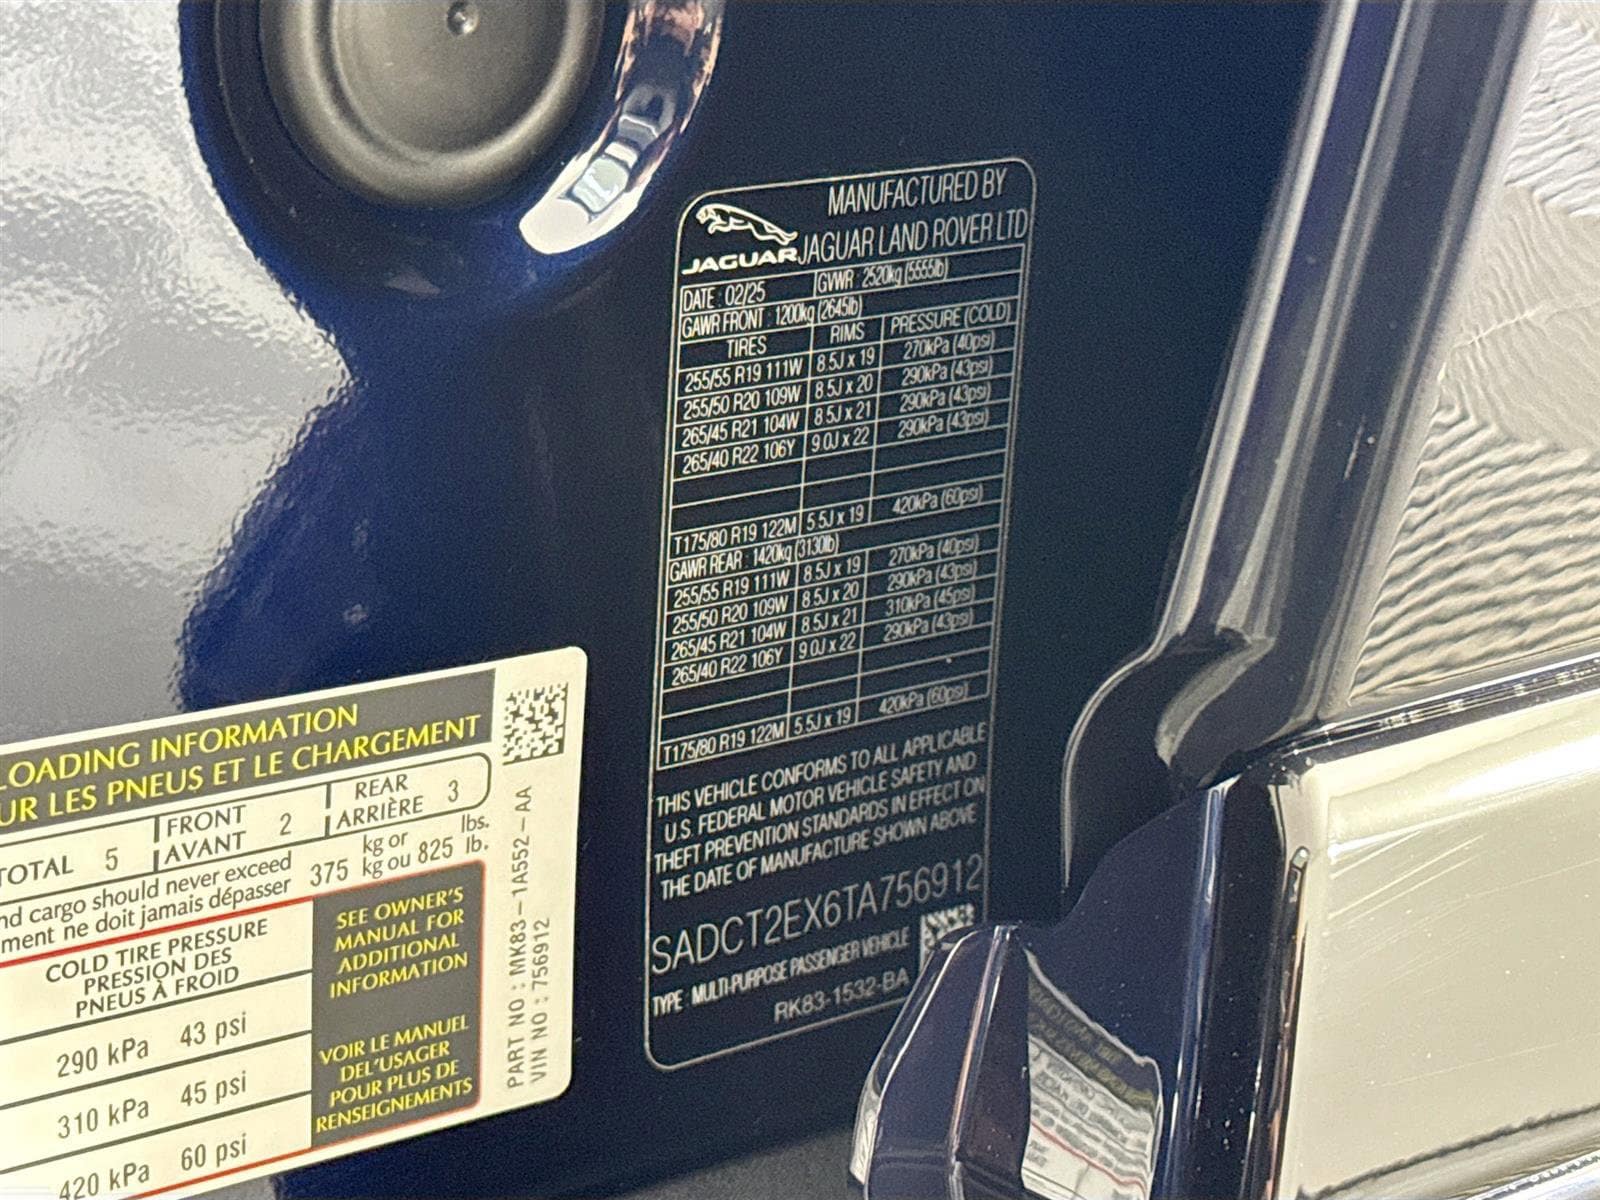 MANUFACTURED BY
JAGUAR JAGUAR LAND ROVER LTD
DATE : 02/25 GVWR : 2520kg (5555lb)
GAWR FRONT : 1200kg (2645lb)
TIRES RIMS PRESSURE (COLD)
255/55 R19 111W 8.5J x 19 270kPa (40psi)
255/50 R20 109W 8.5J x 20 290kPa (43psi)
265/45 R21 104W 8.5J x 21 290kPa (43psi)
265/40 R22 106Y 9.0J x 22 290kPa (43psi)
T175/80 R19 122M 5.5J x 19 420kPa (60psi)
GAWR REAR : 1420kg (3130lb)
255/55 R19 111W 8.5J x 19 270kPa (40psi)
255/50 R20 109W 8.5J x 20 290kPa (43psi)
265/45 R21 104W 8.5J x 21 310kPa (45psi)
265/40 R22 106Y 9.0J x 22 290kPa (43psi)
T175/80 R19 122M 5.5J x 19 420kPa (60psi)
THIS VEHICLE CONFORMS TO ALL APPLICABLE
U.S. FEDERAL MOTOR VEHICLE SAFETY AND
THEFT PREVENTION STANDARDS IN EFFECT ON
THE DATE OF MANUFACTURE SHOWN ABOVE
SADCT2EX6TA756912
TYPE : MULTI-PURPOSE PASSENGER VEHICLE
RK83-1532-BA
LOADING INFORMATION
UR LES PNEUS ET LE CHARGEMENT
TOTAL 5 FRONT AVANT 2 REAR ARRIÈRE 3
nd cargo should never exceed 375 kg or 825 lbs.
ment ne doit jamais dépasser kg ou lb.
COLD TIRE PRESSURE
PRESSION DES
PNEUS À FROID
290 kPa 43 psi
310 kPa 45 psi
420 kPa 60 psi
SEE OWNER'S
MANUAL FOR
ADDITIONAL
INFORMATION
VOIR LE MANUEL
DEL'USAGER
POUR PLUS DE
RENSEIGNEMENTS
PART NO : MK83-1A552-AA
VIN NO : 756912